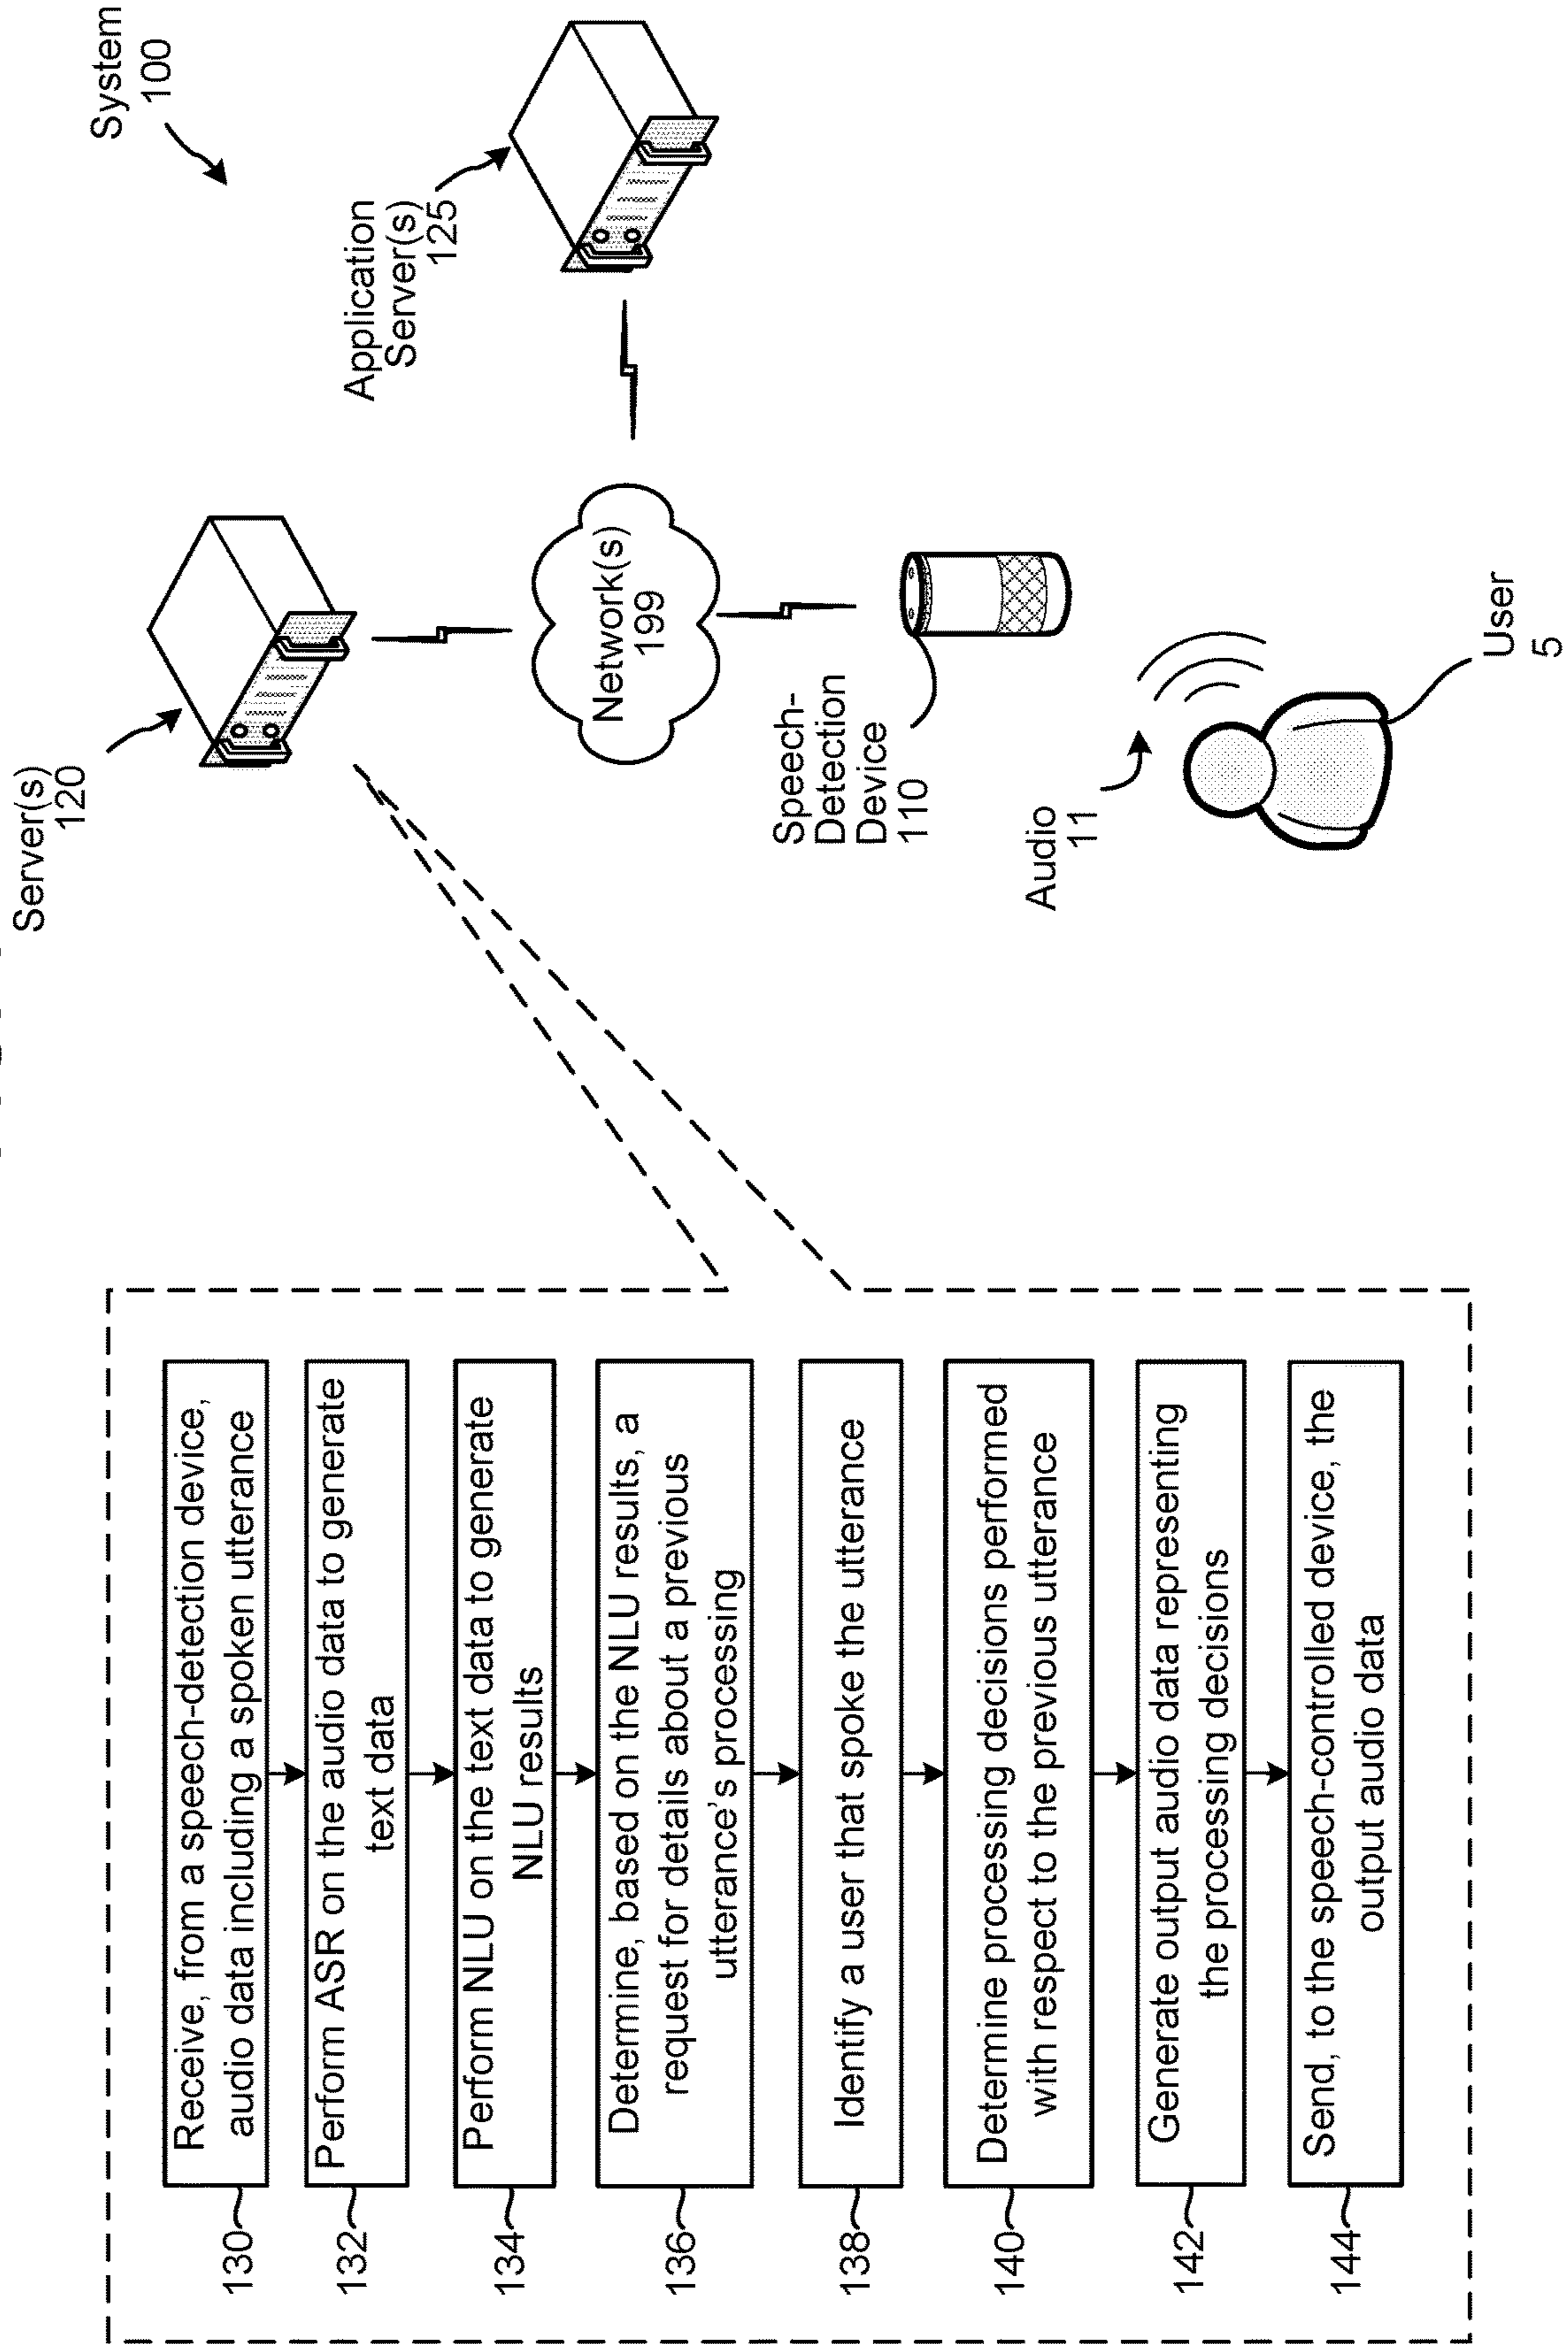 System
100
Server(s)
120
Application
Server(s)
125
Network(s)
199
Speech-
Detection
Device
110
Audio
11
User
5
130
Receive, from a speech-detection device,
audio data including a spoken utterance
132
Perform ASR on the audio data to generate
text data
134
Perform NLU on the text data to generate
NLU results
136
Determine, based on the NLU results, a
request for details about a previous
utterance's processing
138
Identify a user that spoke the utterance
140
Determine processing decisions performed
with respect to the previous utterance
142
Generate output audio data representing
the processing decisions
144
Send, to the speech-controlled device, the
output audio data